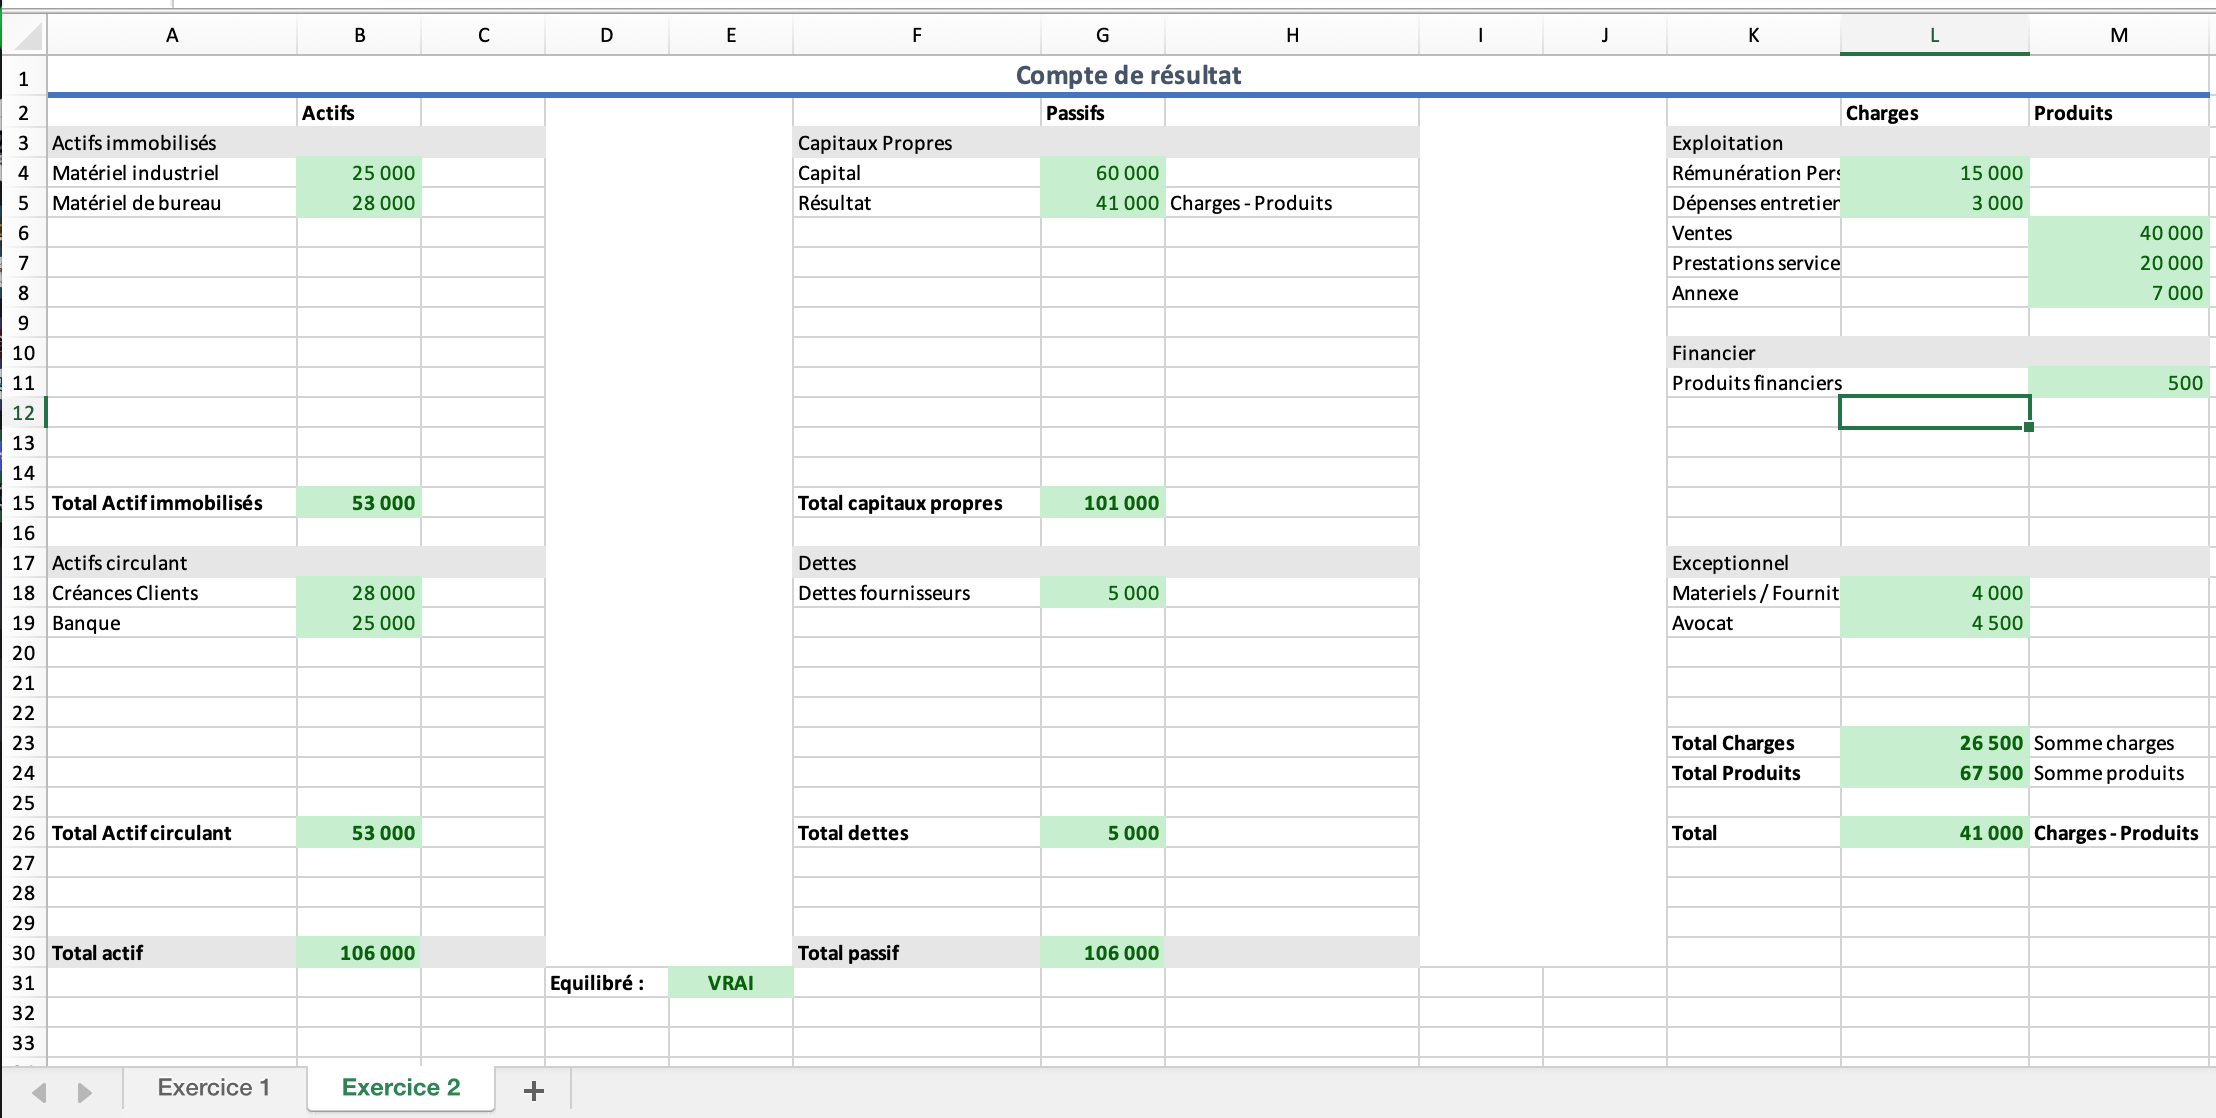 A B C D E F G H I J K L M
1 Compte de résultat
2 Actifs Passifs Charges Produits
3 Actifs immobilisés Capitaux Propres Exploitation
4 Matériel industriel 25 000 Capital 60 000 Rémunération Pers 15 000
5 Matériel de bureau 28 000 Résultat 41 000 Charges - Produits Dépenses entretien 3 000
6 Ventes 40 000
7 Prestations service 20 000
8 Annexe 7 000
9
10 Financier
11 Produits financiers 500
12
13
14
15 Total Actif immobilisés 53 000 Total capitaux propres 101 000
16
17 Actifs circulant Dettes Exceptionnel
18 Créances Clients 28 000 Dettes fournisseurs 5 000 Materiels / Fournit 4 000
19 Banque 25 000 Avocat 4 500
20
21
22
23 Total Charges 26 500 Somme charges
24 Total Produits 67 500 Somme produits
25
26 Total Actif circulant 53 000 Total dettes 5 000 Total 41 000 Charges - Produits
27
28
29
30 Total actif 106 000 Total passif 106 000
31 Equilibré : VRAI
32
33
Exercice 1 Exercice 2 +